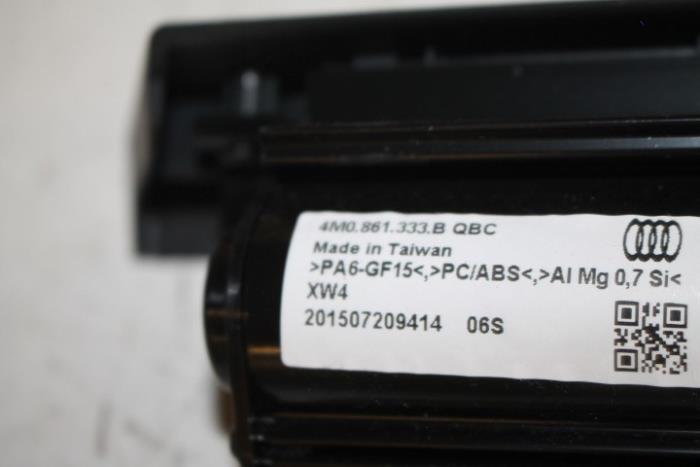 4M0.861.333.B QBC
Made in Taiwan
>PA6-GF15<,>PC/ABS<,>Al Mg 0,7 Si<
XW4
201507209414 06S